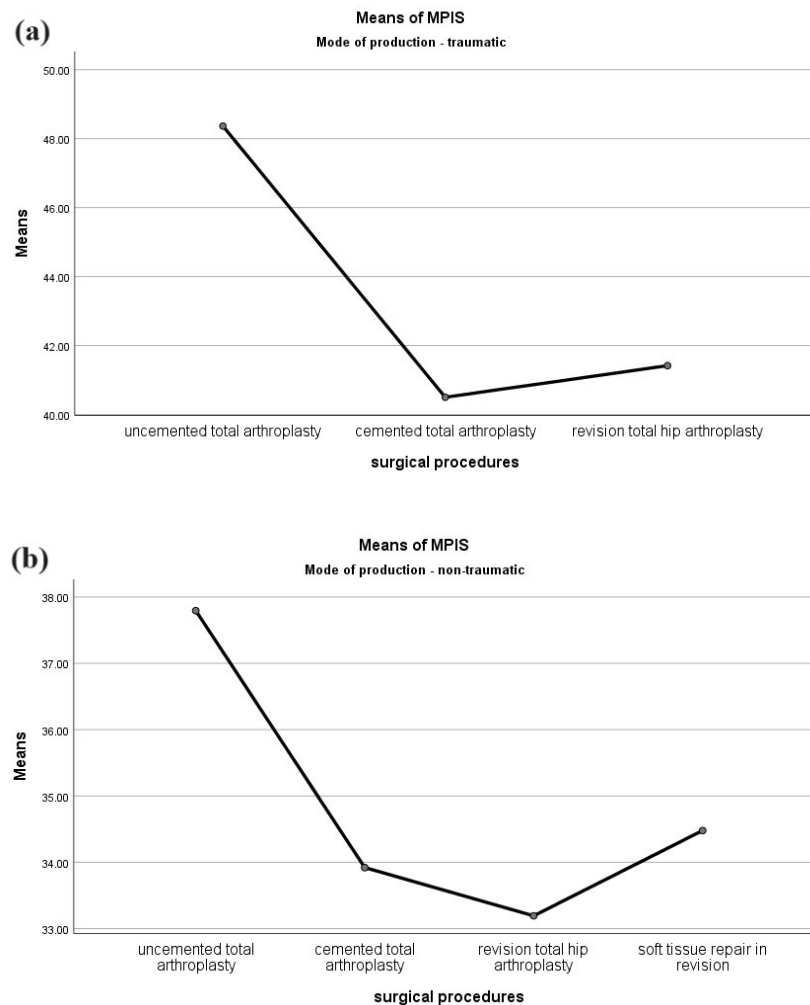 (a)
Means of MPIS
Mode of production - traumatic
50.00
48.00
46.00
44.00
42.00
40.00
Means
uncemented total arthroplasty
cemented total arthroplasty
revision total hip arthroplasty
surgical procedures
(b)
Means of MPIS
Mode of production - non-traumatic
38.00
37.00
36.00
35.00
34.00
33.00
Means
uncemented total
arthroplasty
cemented total
arthroplasty
revision total hip
arthroplasty
soft tissue repair in
revision
surgical procedures